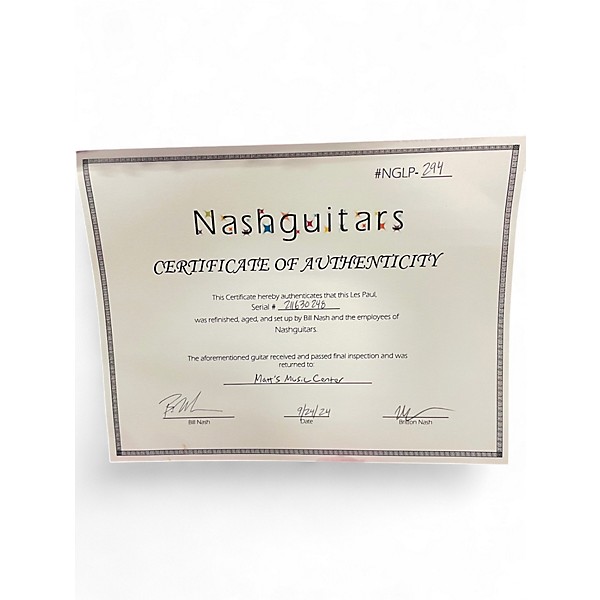 #NGLP-294
Nashguitars
CERTIFICATE OF AUTHENTICITY
This Certificate hereby authenticates that this Les Paul,
Serial # 211630248
was refinished, aged, and set up by Bill Nash and the employees of
Nashguitars.
The aforementioned guitar received and passed final inspection and was
returned to:
Matt's Music Center
9/24/24
Bill Nash Date Britton Nash